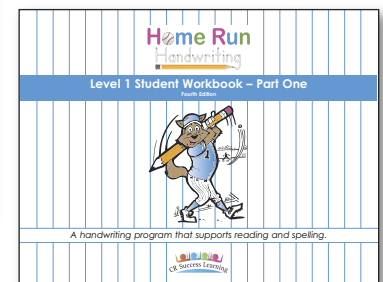 Home Run
Handwriting
Level 1 Student Workbook – Part One
Fourth Edition
1
A handwriting program that supports reading and spelling.
CR Success Learning